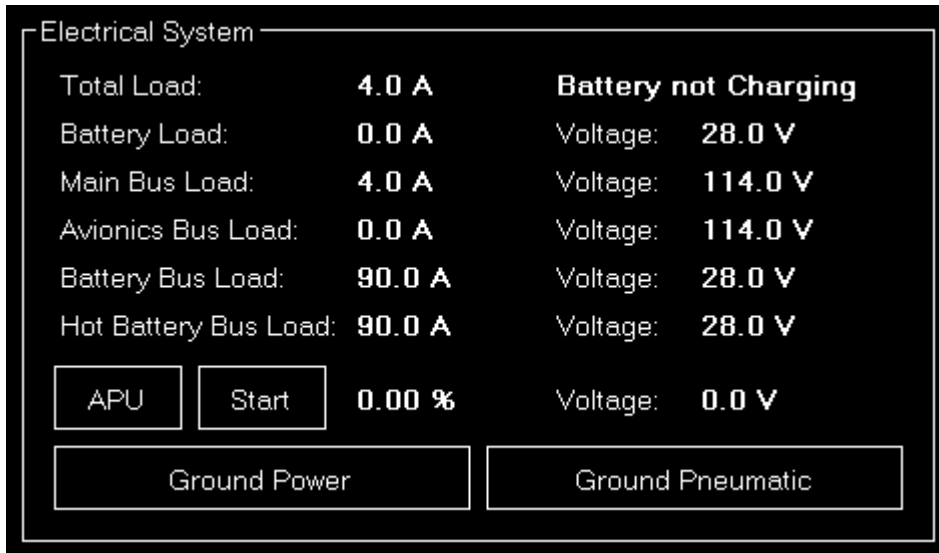 Electrical System
Total Load: 4.0 A Battery not Charging
Battery Load: 0.0 A Voltage: 28.0 V
Main Bus Load: 4.0 A Voltage: 114.0 V
Avionics Bus Load: 0.0 A Voltage: 114.0 V
Battery Bus Load: 90.0 A Voltage: 28.0 V
Hot Battery Bus Load: 90.0 A Voltage: 28.0 V
APU Start 0.00 % Voltage: 0.0 V
Ground Power Ground Pneumatic